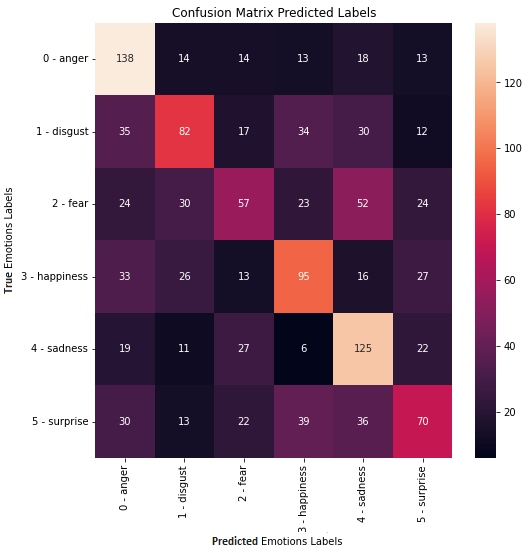 Confusion Matrix Predicted Labels
0 - anger 138 14 14 13 18 13
1 - disgust 35 82 17 34 30 12
2 - fear 24 30 57 23 52 24
3 - happiness 33 26 13 95 16 27
4 - sadness 19 11 27 6 125 22
5 - surprise 30 13 22 39 36 70
True Emotions Labels
0 - anger
1 - disgust
2 - fear
3 - happiness
4 - sadness
5 - surprise
Predicted Emotions Labels
120
100
80
60
40
20